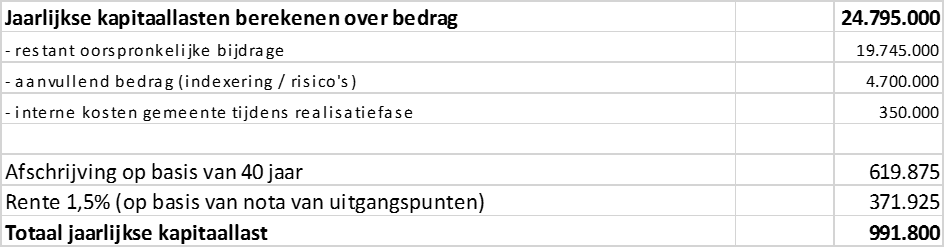 Jaarlijkse kapitaallasten berekenen over bedrag 24.795.000
- restant oorspronkelijke bijdrage 19.745.000
- aanvullend bedrag (indexering / risico's) 4.700.000
- interne kosten gemeente tijdens realisatiefase 350.000
Afschrijving op basis van 40 jaar 619.875
Rente 1,5% (op basis van nota van uitgangspunten) 371.925
Totaal jaarlijkse kapitaallast 991.800